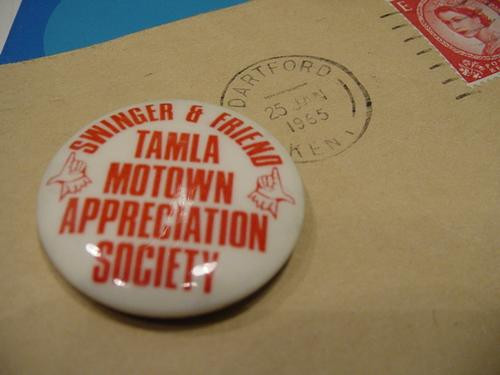 DARTFORD
25 JAN
1965
KENT
SWINGER & FRIEND
TAMLA
MOTOWN
APPRECIATION
SOCIETY